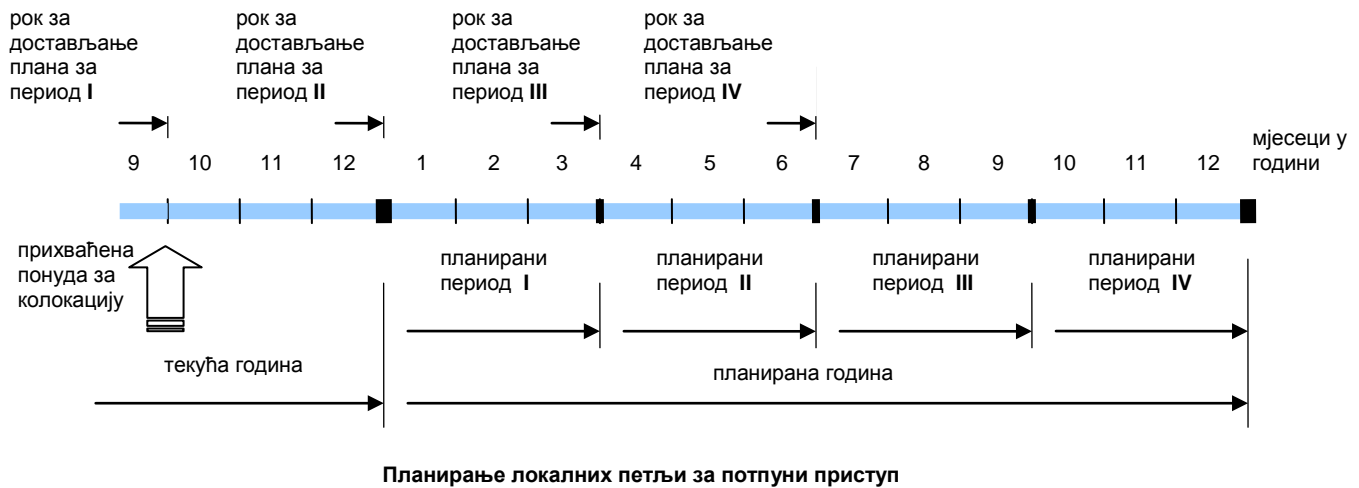 рок за
достављање
плана за
период I
рок за
достављање
плана за
период II
рок за
достављање
плана за
период III
рок за
достављање
плана за
период IV
9 10 11 12 1 2 3 4 5 6 7 8 9 10 11 12
мјесеци у
години
прихваћена
понуда за
колокацију
планирани
период I
планирани
период II
планирани
период III
планирани
период IV
текућа година
планирана година
Планирање локалних петљи за потпуни приступ